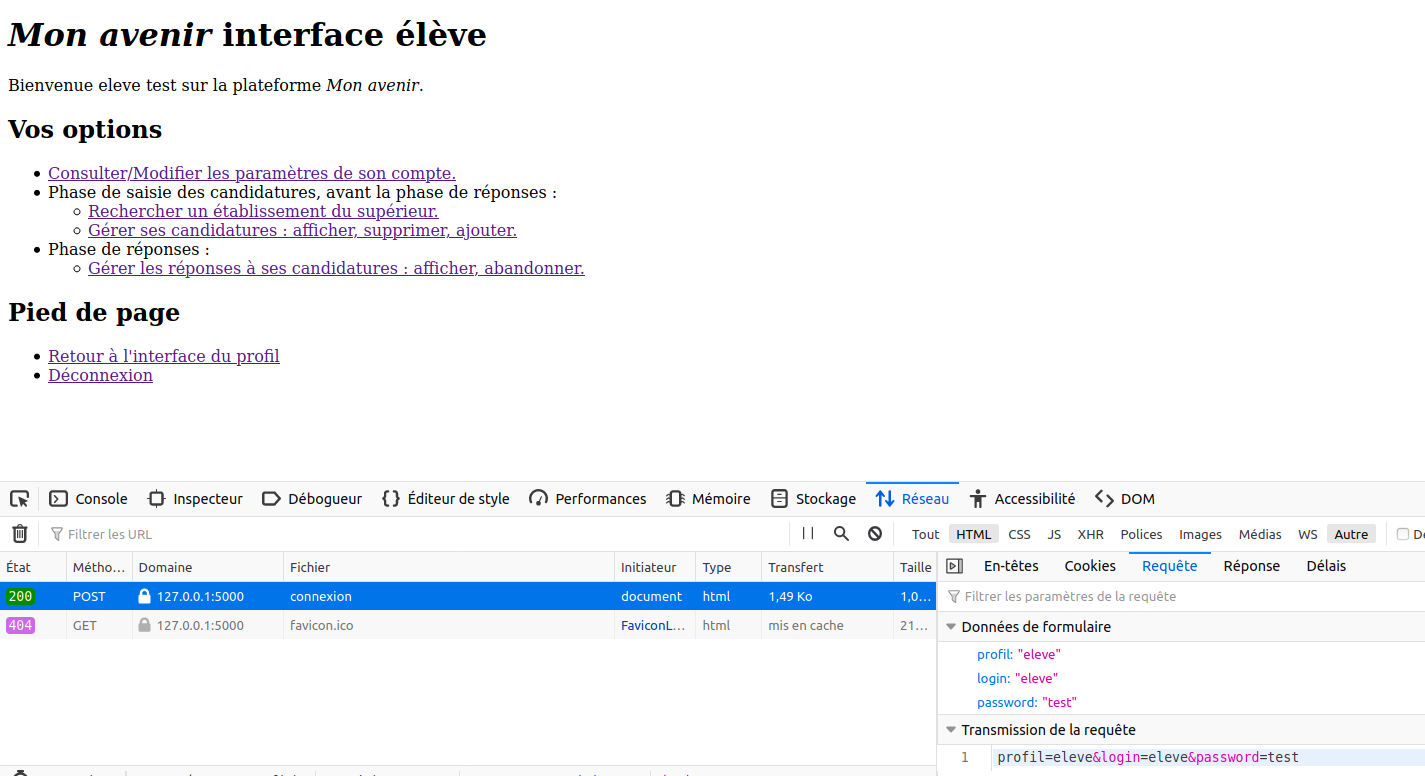 Mon avenir interface élève
Bienvenue eleve test sur la plateforme Mon avenir.
Vos options
Consulter/Modifier les paramètres de son compte.
Phase de saisie des candidatures, avant la phase de réponses :
Rechercher un établissement du supérieur.
Gérer ses candidatures : afficher, supprimer, ajouter.
Phase de réponses :
Gérer les réponses à ses candidatures : afficher, abandonner.
Pied de page
Retour à l'interface du profil
Déconnexion
Console Inspecteur Débogueur Éditeur de style Performances Mémoire Stockage Réseau Accessibilité DOM
Filtrer les URL Tout HTML CSS JS XHR Polices Images Médias WS Autre
État Métho… Domaine Fichier Initiateur Type Transfert Taille
200 POST 127.0.0.1:5000 connexion document html 1,49 Ko 1,0…
404 GET 127.0.0.1:5000 favicon.ico FaviconL… html mis en cache 21…
En-têtes Cookies Requête Réponse Délais
Filtrer les paramètres de la requête
Données de formulaire
profil: "eleve"
login: "eleve"
password: "test"
Transmission de la requête
1 profil=eleve&login=eleve&password=test